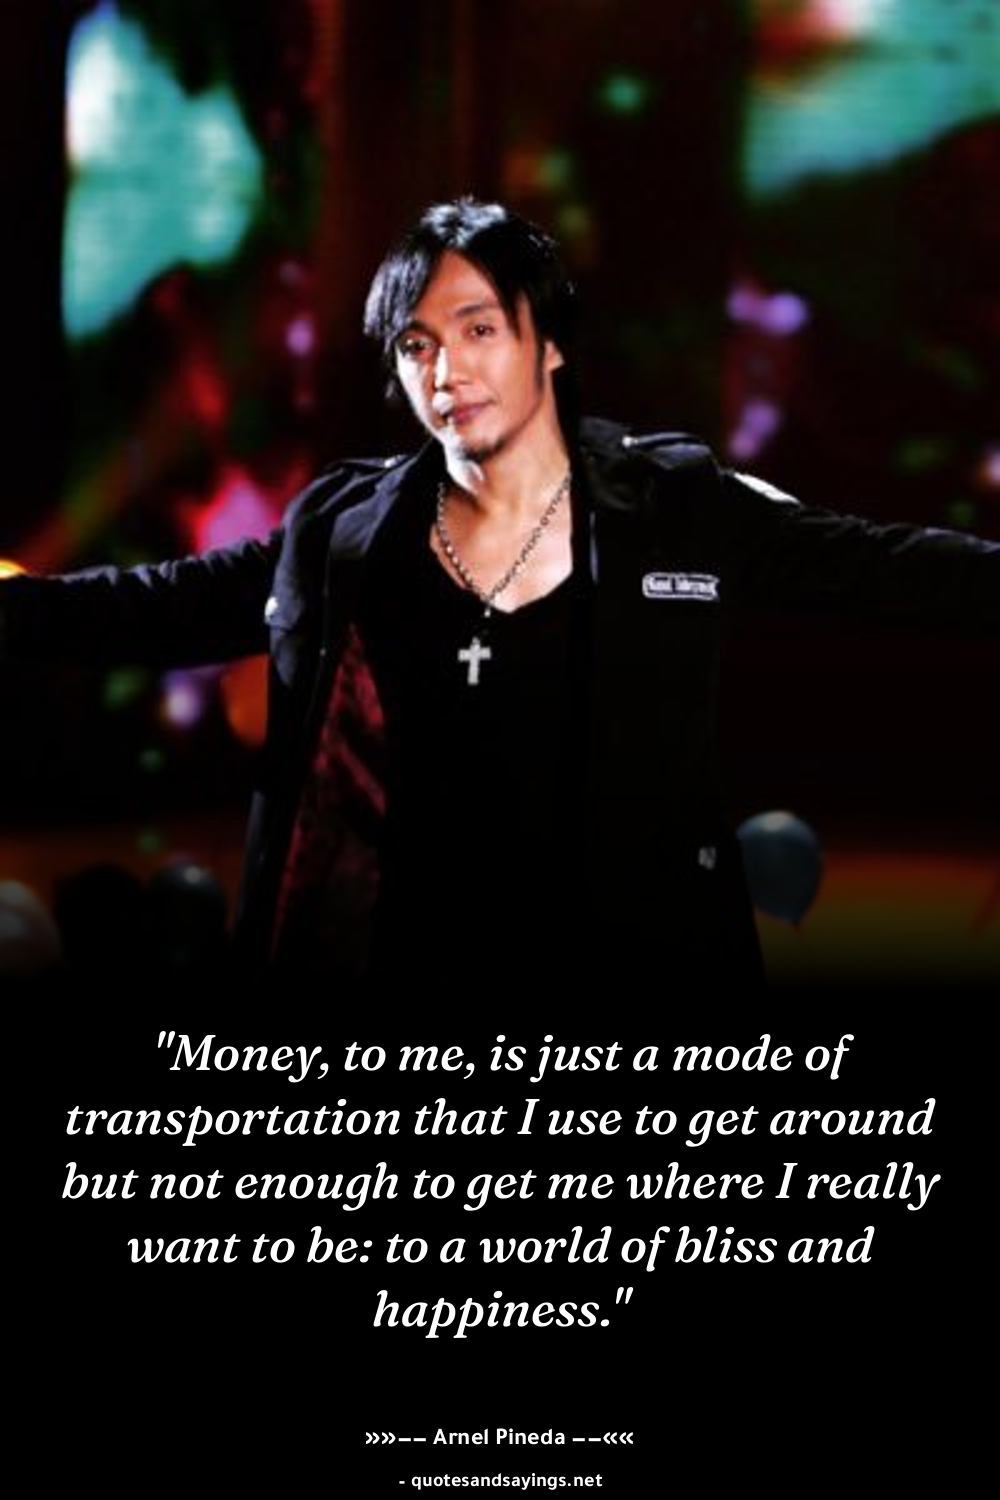 "Money, to me, is just a mode of
transportation that I use to get around
but not enough to get me where I really
want to be: to a world of bliss and
happiness."
»»−− Arnel Pineda −−««
- quotesandsayings.net